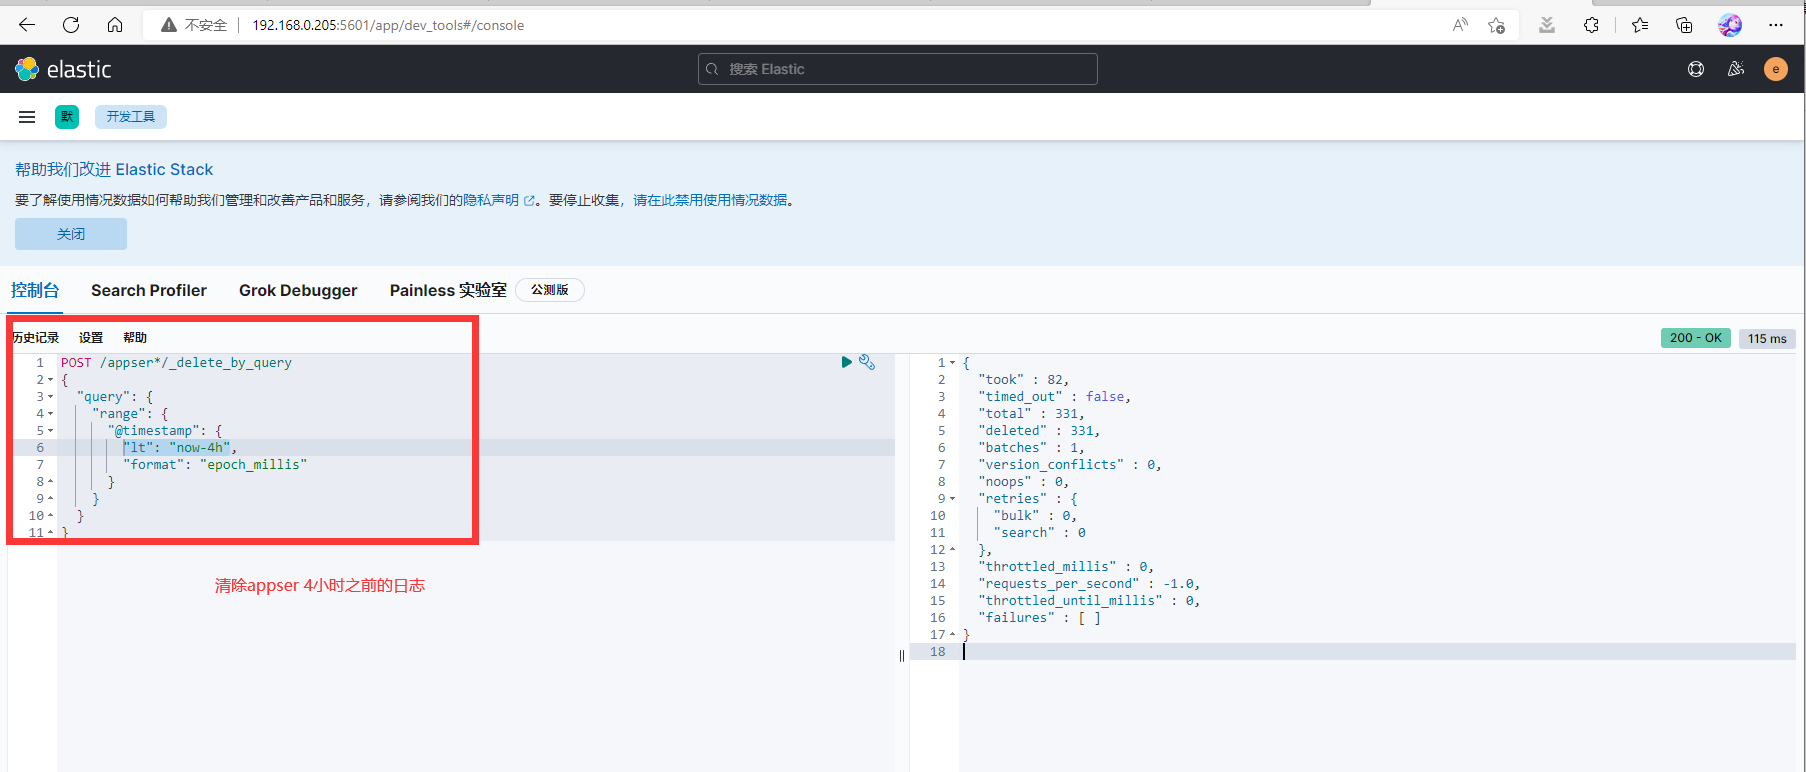 不安全 192.168.0.205:5601/app/dev_tools#/console
elastic
搜索 Elastic
e
默 开发工具
帮助我们改进 Elastic Stack
要了解使用情况数据如何帮助我们管理和改善产品和服务，请参阅我们的隐私声明。要停止收集，请在此禁用使用情况数据。
关闭
控制台 Search Profiler Grok Debugger Painless 实验室 公测版
历史记录 设置 帮助
200 - OK 115 ms
1 POST /appser*/_delete_by_query
2 {
3 "query": {
4 "range": {
5 "@timestamp": {
6 "lt": "now-4h",
7 "format": "epoch_millis"
8 }
9 }
10 }
11 }
清除appser 4小时之前的日志
1 {
2 "took" : 82,
3 "timed_out" : false,
4 "total" : 331,
5 "deleted" : 331,
6 "batches" : 1,
7 "version_conflicts" : 0,
8 "noops" : 0,
9 "retries" : {
10 "bulk" : 0,
11 "search" : 0
12 },
13 "throttled_millis" : 0,
14 "requests_per_second" : -1.0,
15 "throttled_until_millis" : 0,
16 "failures" : [ ]
17 }
18